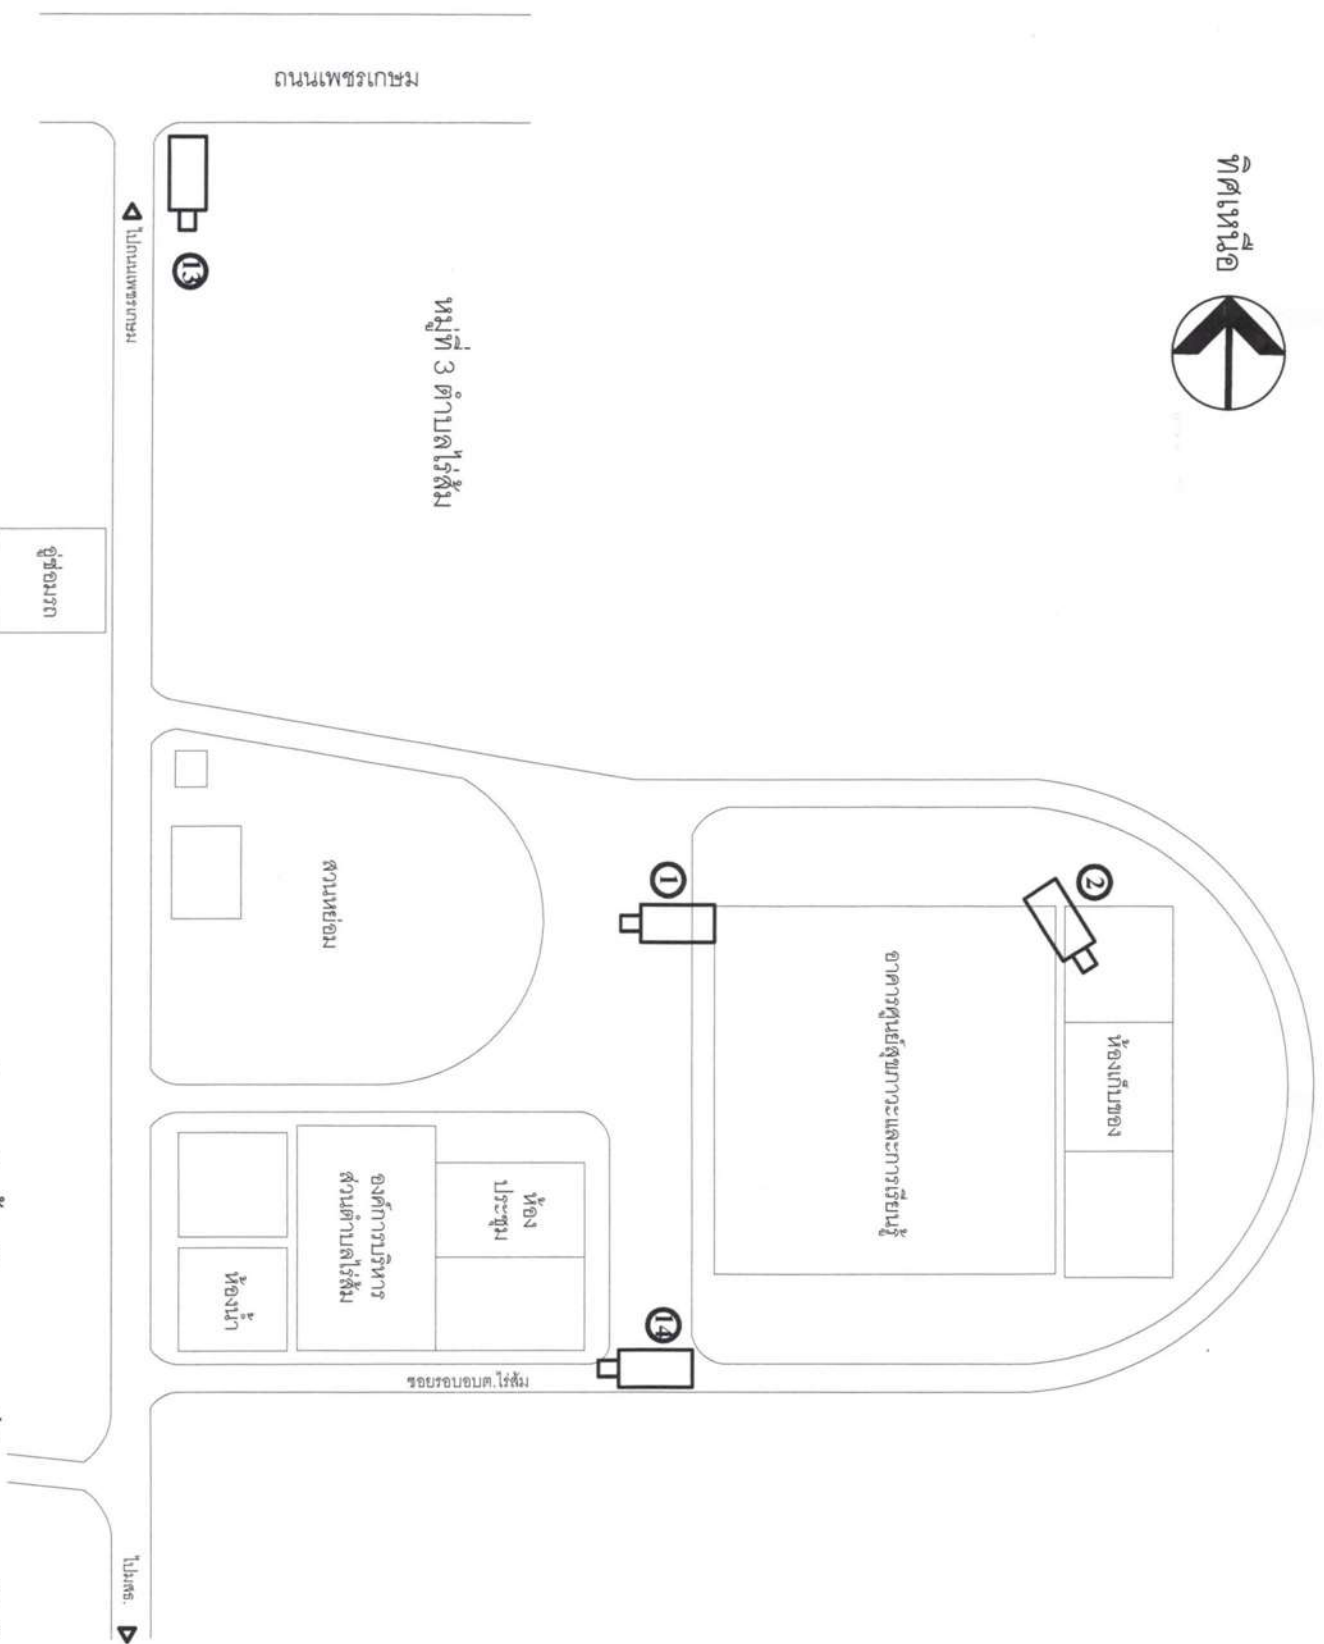 ทิศเหนือ
ถนนเพชรเกษม
หมู่ที่ 3 ตำบลไร่ส้ม
13
ไปถนนเพชรเกษม
อู่ซ่อมรถ
2
1
ห้องเก็บของ
อาคารศูนย์สุขภาวะและการเรียนรู้
สวนหย่อม
ห้อง
ประชุม
องค์การบริหาร
ส่วนตำบลไร่ส้ม
ห้องน้ำ
14
ซอยรอบอบต.ไร่ส้ม
ไปมสธ.